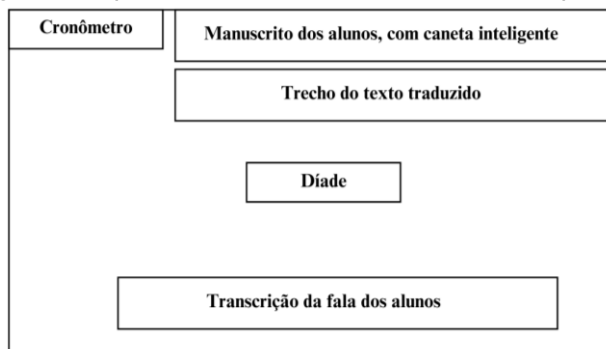 Cronômetro
Manuscrito dos alunos, com caneta inteligente
Trecho do texto traduzido
Díade
Transcrição da fala dos alunos